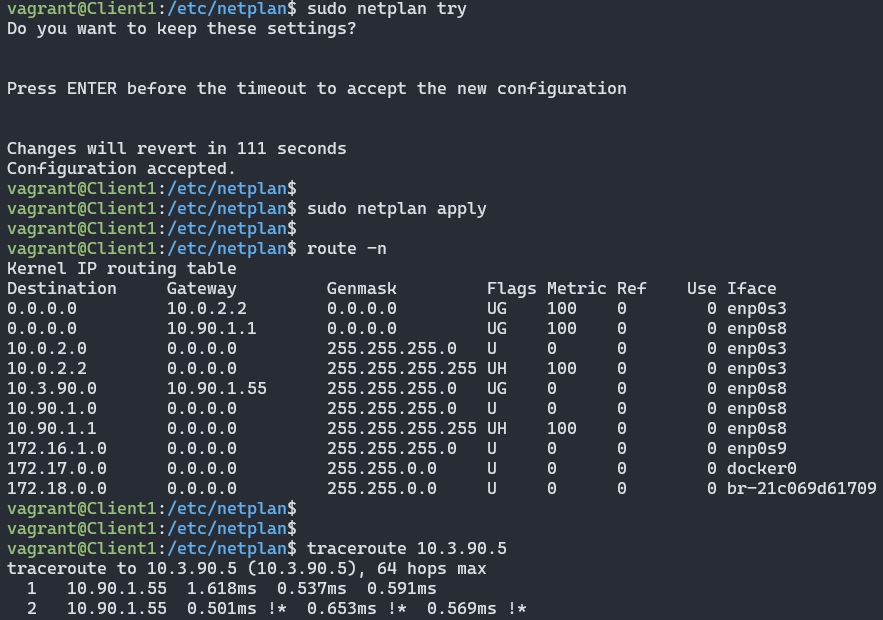 vagrant@Client1:/etc/netplan$ sudo netplan try
Do you want to keep these settings?
Press ENTER before the timeout to accept the new configuration
Changes will revert in 111 seconds
Configuration accepted.
vagrant@Client1:/etc/netplan$
vagrant@Client1:/etc/netplan$ sudo netplan apply
vagrant@Client1:/etc/netplan$
vagrant@Client1:/etc/netplan$ route -n
Kernel IP routing table
Destination     Gateway         Genmask         Flags Metric Ref    Use Iface
0.0.0.0         10.0.2.2        0.0.0.0         UG    100    0        0 enp0s3
0.0.0.0         10.90.1.1       0.0.0.0         UG    100    0        0 enp0s8
10.0.2.0        0.0.0.0         255.255.255.0   U     0      0        0 enp0s3
10.0.2.2        0.0.0.0         255.255.255.255 UH    100    0        0 enp0s3
10.3.90.0       10.90.1.55      255.255.255.0   UG    0      0        0 enp0s8
10.90.1.0       0.0.0.0         255.255.255.0   U     0      0        0 enp0s8
10.90.1.1       0.0.0.0         255.255.255.255 UH    100    0        0 enp0s8
172.16.1.0      0.0.0.0         255.255.255.0   U     0      0        0 enp0s9
172.17.0.0      0.0.0.0         255.255.0.0     U     0      0        0 docker0
172.18.0.0      0.0.0.0         255.255.0.0     U     0      0        0 br-21c069d61709
vagrant@Client1:/etc/netplan$
vagrant@Client1:/etc/netplan$
vagrant@Client1:/etc/netplan$ traceroute 10.3.90.5
traceroute to 10.3.90.5 (10.3.90.5), 64 hops max
  1   10.90.1.55  1.618ms  0.537ms  0.591ms
  2   10.90.1.55  0.501ms !*  0.653ms !*  0.569ms !*